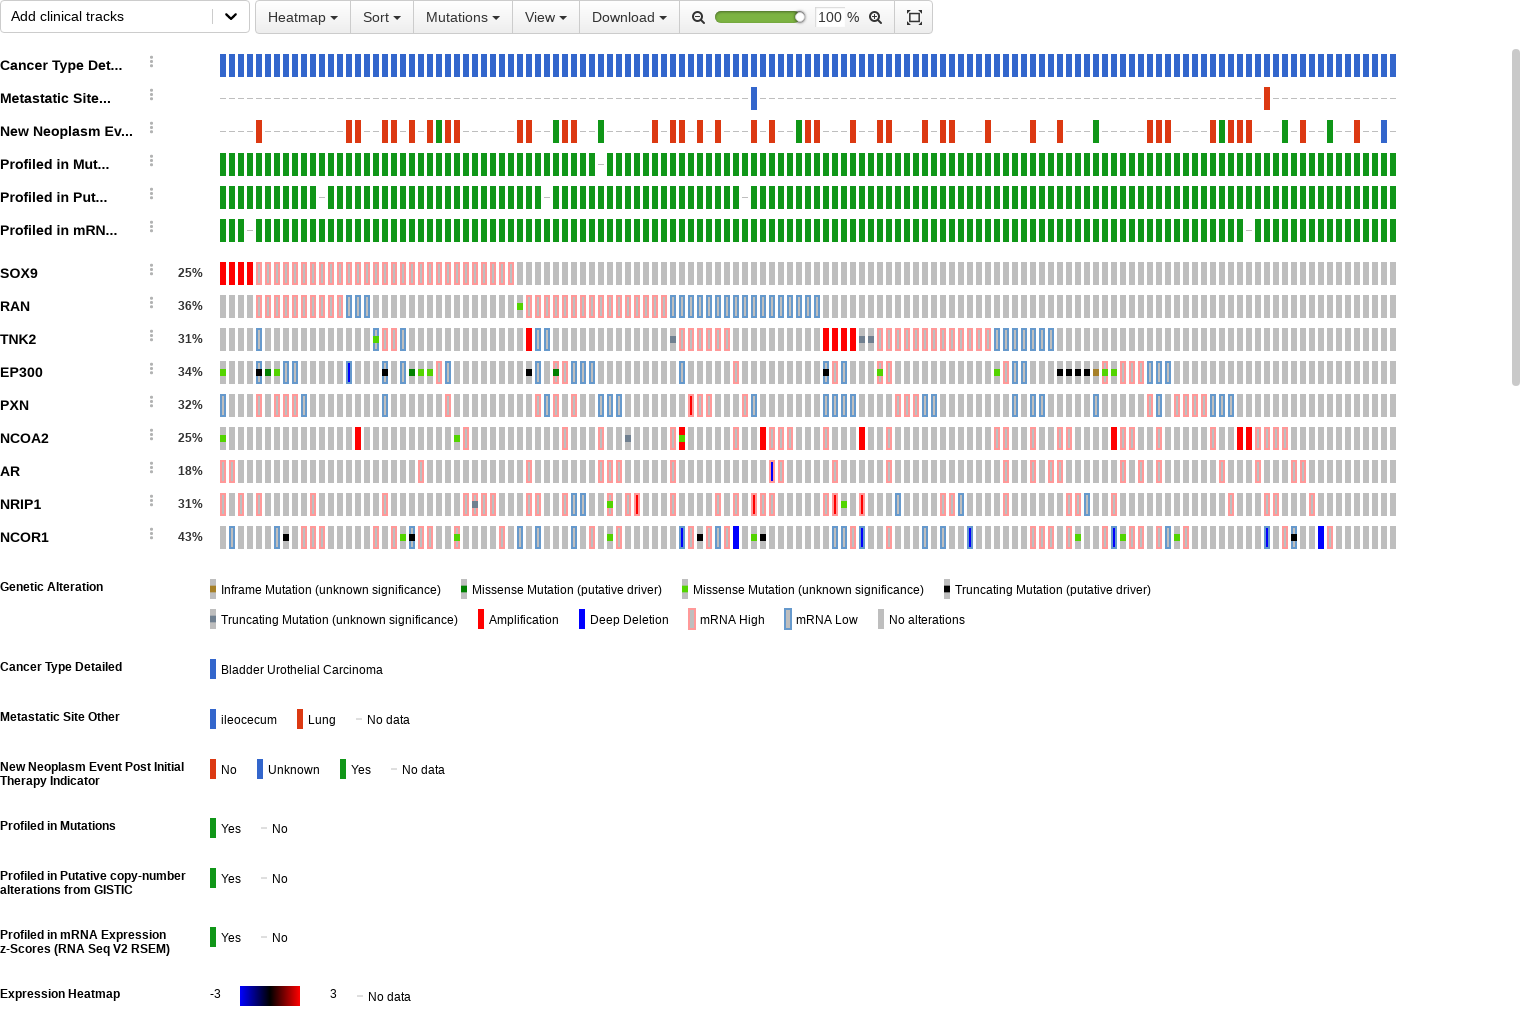 Add clinical tracks
Heatmap Sort Mutations View Download 100 %
Cancer Type Det...
Metastatic Site...
New Neoplasm Ev...
Profiled in Mut...
Profiled in Put...
Profiled in mRN...
SOX9 25%
RAN 36%
TNK2 31%
EP300 34%
PXN 32%
NCOA2 25%
AR 18%
NRIP1 31%
NCOR1 43%
Genetic Alteration Inframe Mutation (unknown significance) Missense Mutation (putative driver) Missense Mutation (unknown significance) Truncating Mutation (putative driver)
Truncating Mutation (unknown significance) Amplification Deep Deletion mRNA High mRNA Low No alterations
Cancer Type Detailed Bladder Urothelial Carcinoma
Metastatic Site Other ileocecum Lung No data
New Neoplasm Event Post Initial
Therapy Indicator No Unknown Yes No data
Profiled in Mutations Yes No
Profiled in Putative copy-number
alterations from GISTIC Yes No
Profiled in mRNA Expression
z-Scores (RNA Seq V2 RSEM) Yes No
Expression Heatmap -3 3 No data